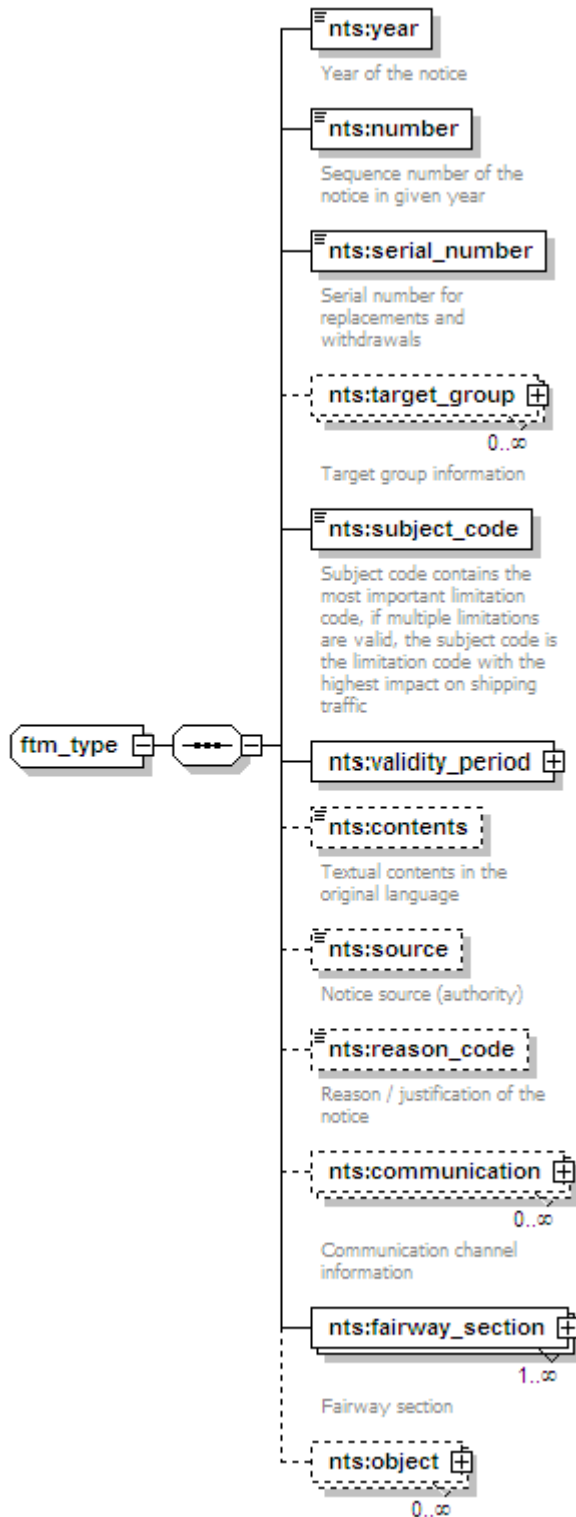 nts:year
Year of the notice
nts:number
Sequence number of the
notice in given year
nts:serial_number
Serial number for
replacements and
withdrawals
nts:target_group
0..∞
Target group information
nts:subject_code
Subject code contains the
most important limitation
code, if multiple limitations
are valid, the subject code is
the limitation code with the
highest impact on shipping
traffic
ftm_type
nts:validity_period
nts:contents
Textual contents in the
original language
nts:source
Notice source (authority)
nts:reason_code
Reason / justification of the
notice
nts:communication
0..∞
Communication channel
information
nts:fairway_section
1..∞
Fairway section
nts:object
0..∞